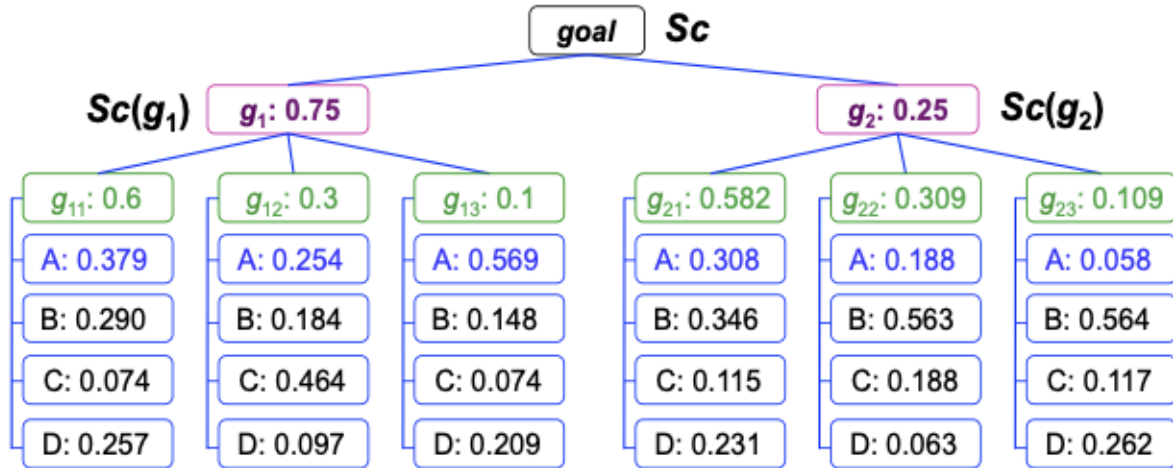 goal Sc
Sc(g₁) g₁: 0.75 g₂: 0.25 Sc(g₂)
g₁₁: 0.6 g₁₂: 0.3 g₁₃: 0.1 g₂₁: 0.582 g₂₂: 0.309 g₂₃: 0.109
A: 0.379 A: 0.254 A: 0.569 A: 0.308 A: 0.188 A: 0.058
B: 0.290 B: 0.184 B: 0.148 B: 0.346 B: 0.563 B: 0.564
C: 0.074 C: 0.464 C: 0.074 C: 0.115 C: 0.188 C: 0.117
D: 0.257 D: 0.097 D: 0.209 D: 0.231 D: 0.063 D: 0.262